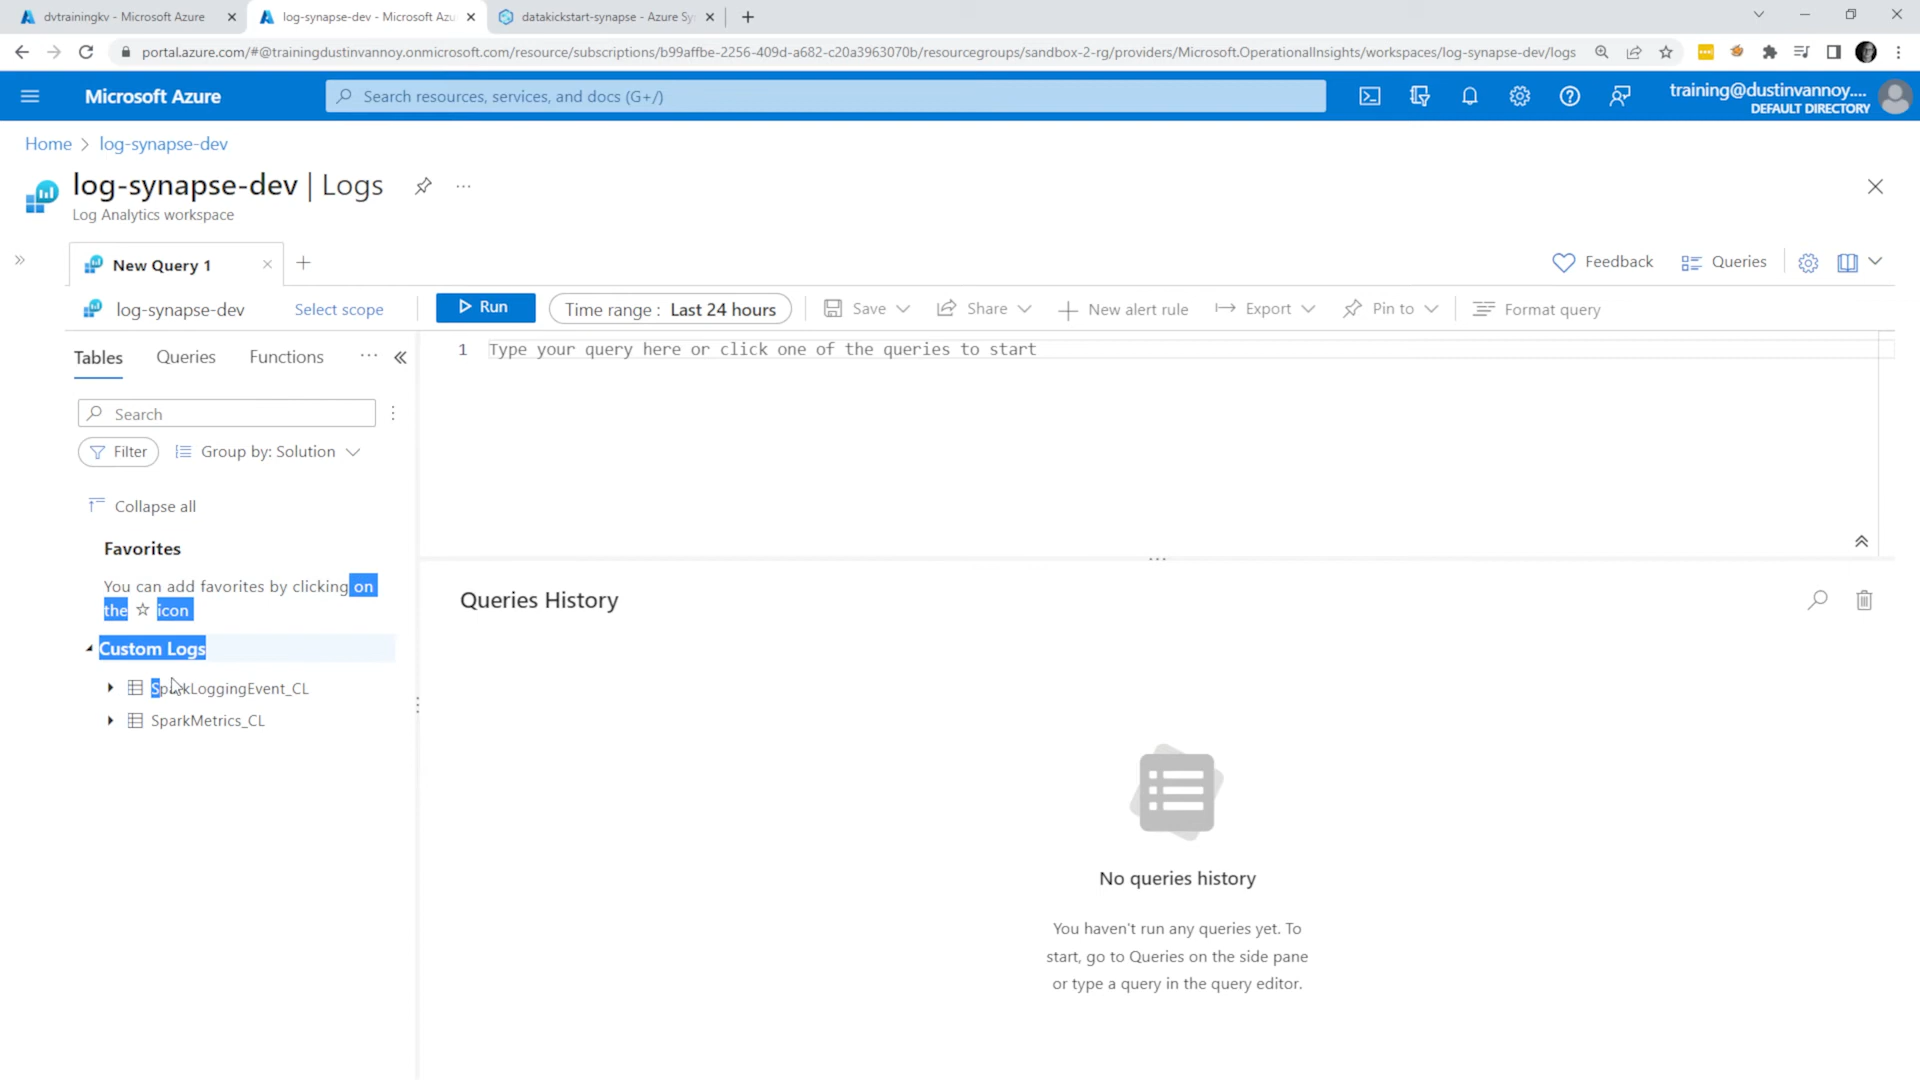 dvtrainingkv - Microsoft Azure
log-synapse-dev - Microsoft Azu
datakickstart-synapse - Azure Sy
portal.azure.com/#@trainingdustinvannoy.onmicrosoft.com/resource/subscriptions/b99affbe-2256-409d-a682-c20a3963070b/resourcegroups/sandbox-2-rg/providers/Microsoft.OperationalInsights/workspaces/log-synapse-dev/logs
Microsoft Azure
Search resources, services, and docs (G+/)
training@dustinvannoy....
DEFAULT DIRECTORY
Home > log-synapse-dev
log-synapse-dev | Logs
Log Analytics workspace
New Query 1
Feedback
Queries
log-synapse-dev
Select scope
Run
Time range : Last 24 hours
Save
Share
New alert rule
Export
Pin to
Format query
Tables
Queries
Functions
1
Type your query here or click one of the queries to start
Search
Filter
Group by: Solution
Collapse all
Favorites
You can add favorites by clicking on
the ☆ icon
Custom Logs
SparkLoggingEvent_CL
SparkMetrics_CL
Queries History
No queries history
You haven't run any queries yet. To
start, go to Queries on the side pane
or type a query in the query editor.